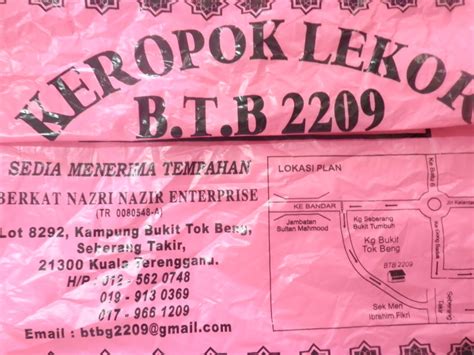 KEROPOK LEKOR
B.T.B 2209
SEDIA MENERIMA TEMPAHAN
BERKAT NAZRI NAZIR ENTERPRISE
(TR 0080548-A)
Lot 8292, Kampung Bukit Tok Beng,
Seberang Takir,
21300 Kuala Terengganu.
H/P : 012 - 562 0748
019 - 913 0369
017 - 966 1209
Email : btbg2209@gmail.com
LOKASI PLAN
KE BANDAR
Jambatan
Sultan Mahmood
Kg Seberang
Bukit Tumbuh
Kg Bukit
Tok Beng
BTB 2209
Sek Men
Ibrahim Fikri
Seberang
Takir